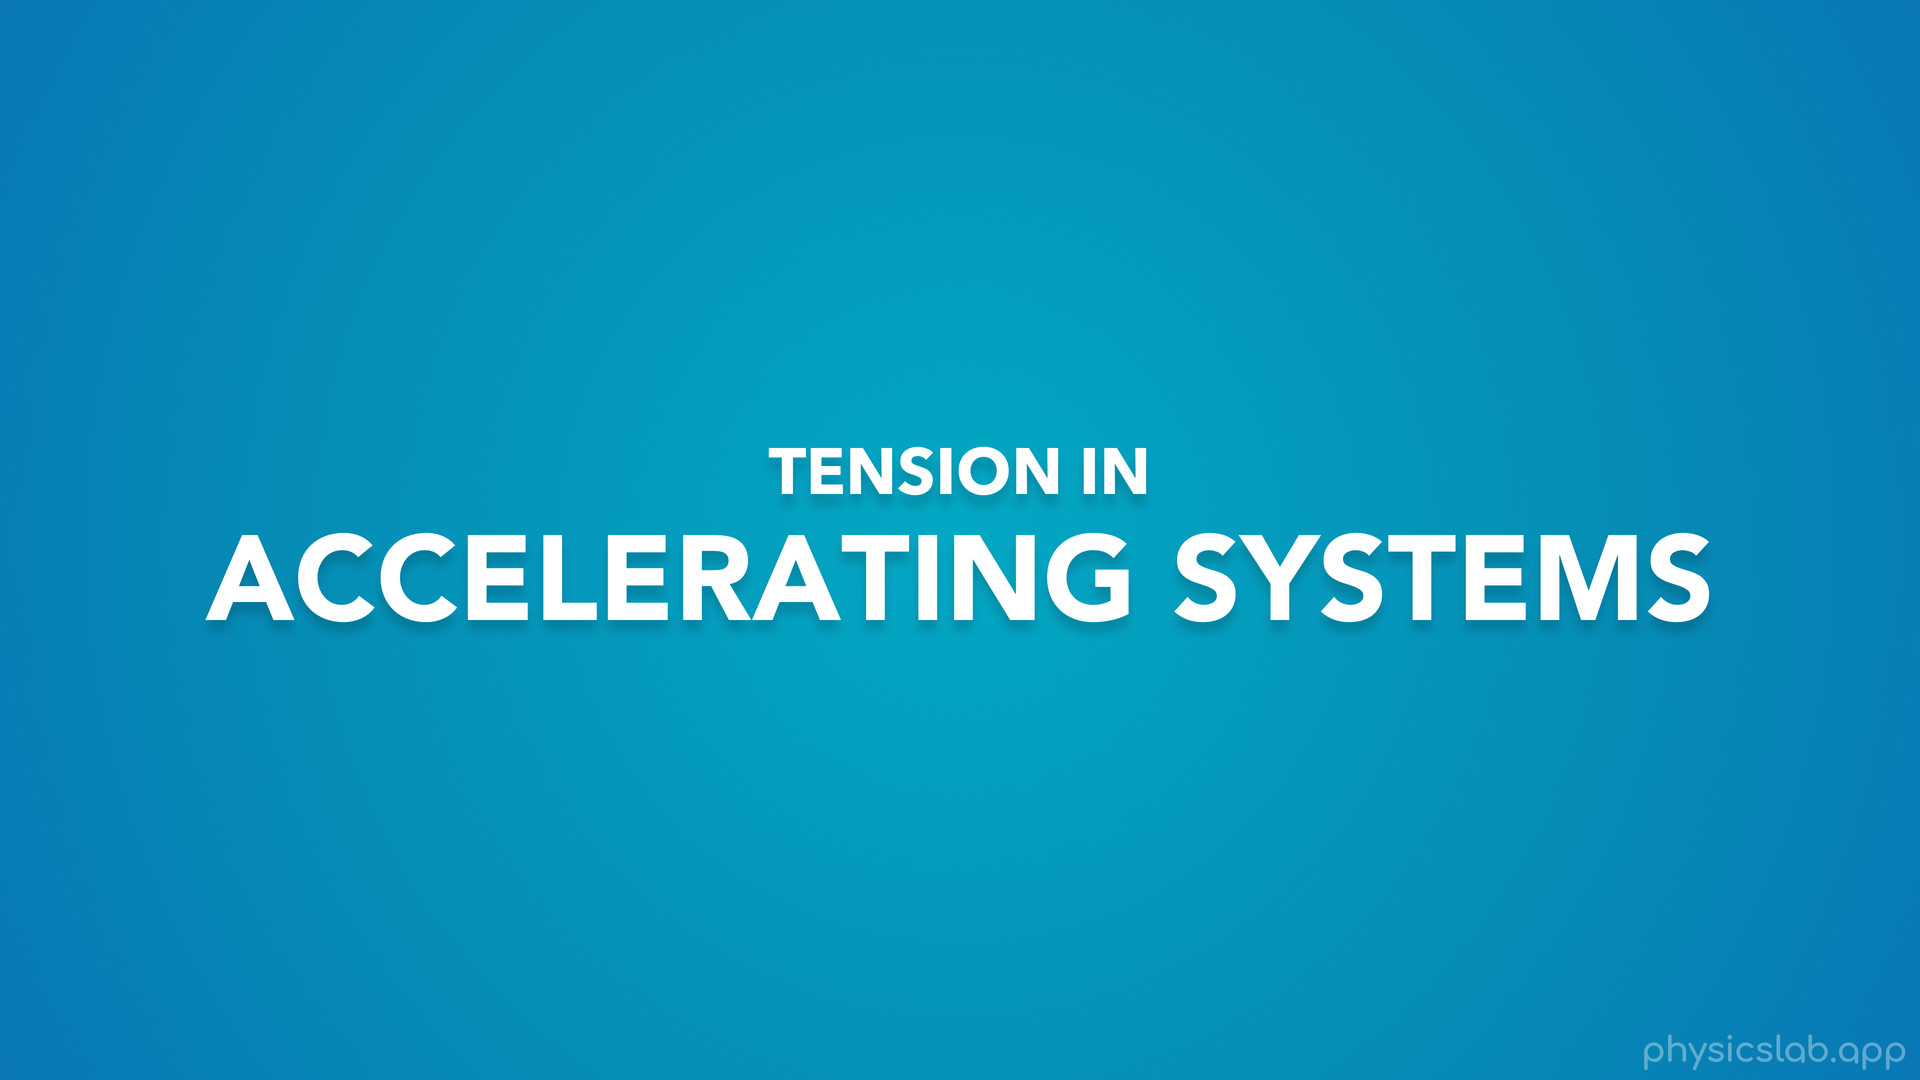 TENSION IN
ACCELERATING SYSTEMS
physicslab.app